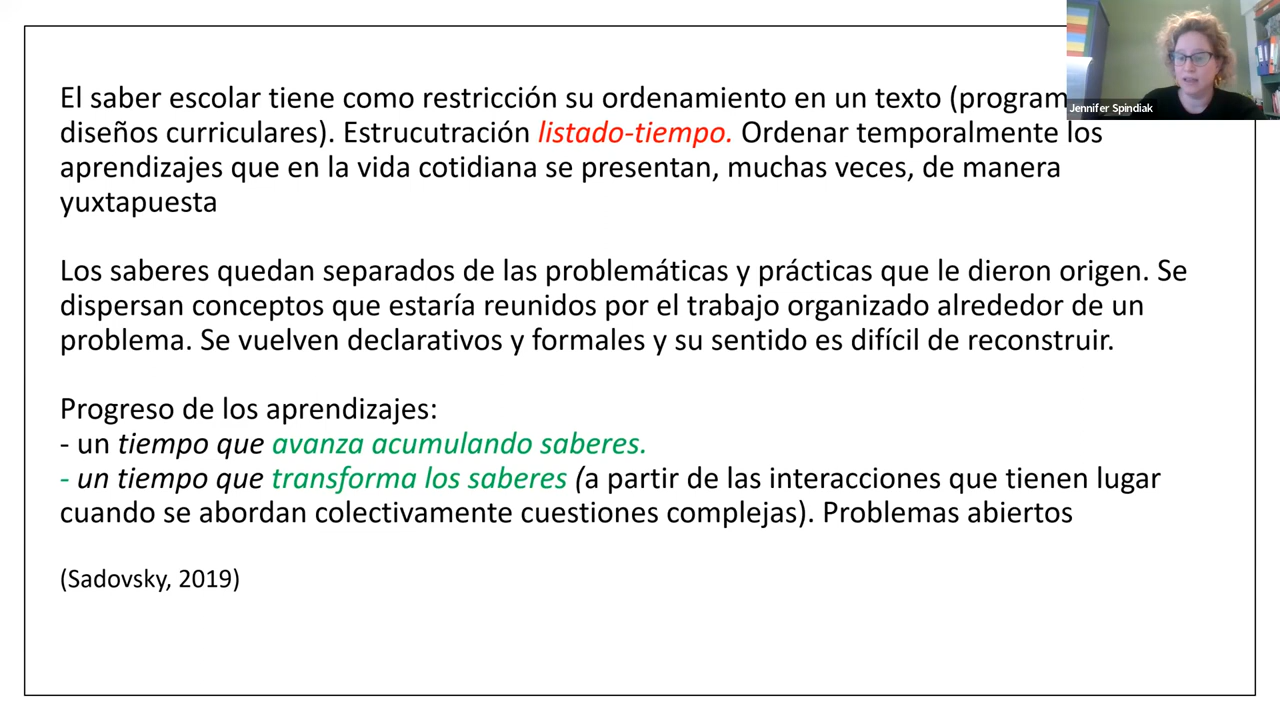 El saber escolar tiene como restricción su ordenamiento en un texto (program
diseños curriculares). Estrucutración listado-tiempo. Ordenar temporalmente los
aprendizajes que en la vida cotidiana se presentan, muchas veces, de manera
yuxtapuesta
Los saberes quedan separados de las problemáticas y prácticas que le dieron origen. Se
dispersan conceptos que estaría reunidos por el trabajo organizado alrededor de un
problema. Se vuelven declarativos y formales y su sentido es difícil de reconstruir.
Progreso de los aprendizajes:
- un tiempo que avanza acumulando saberes.
- un tiempo que transforma los saberes (a partir de las interacciones que tienen lugar
cuando se abordan colectivamente cuestiones complejas). Problemas abiertos
(Sadovsky, 2019)
Jennifer Spindiak